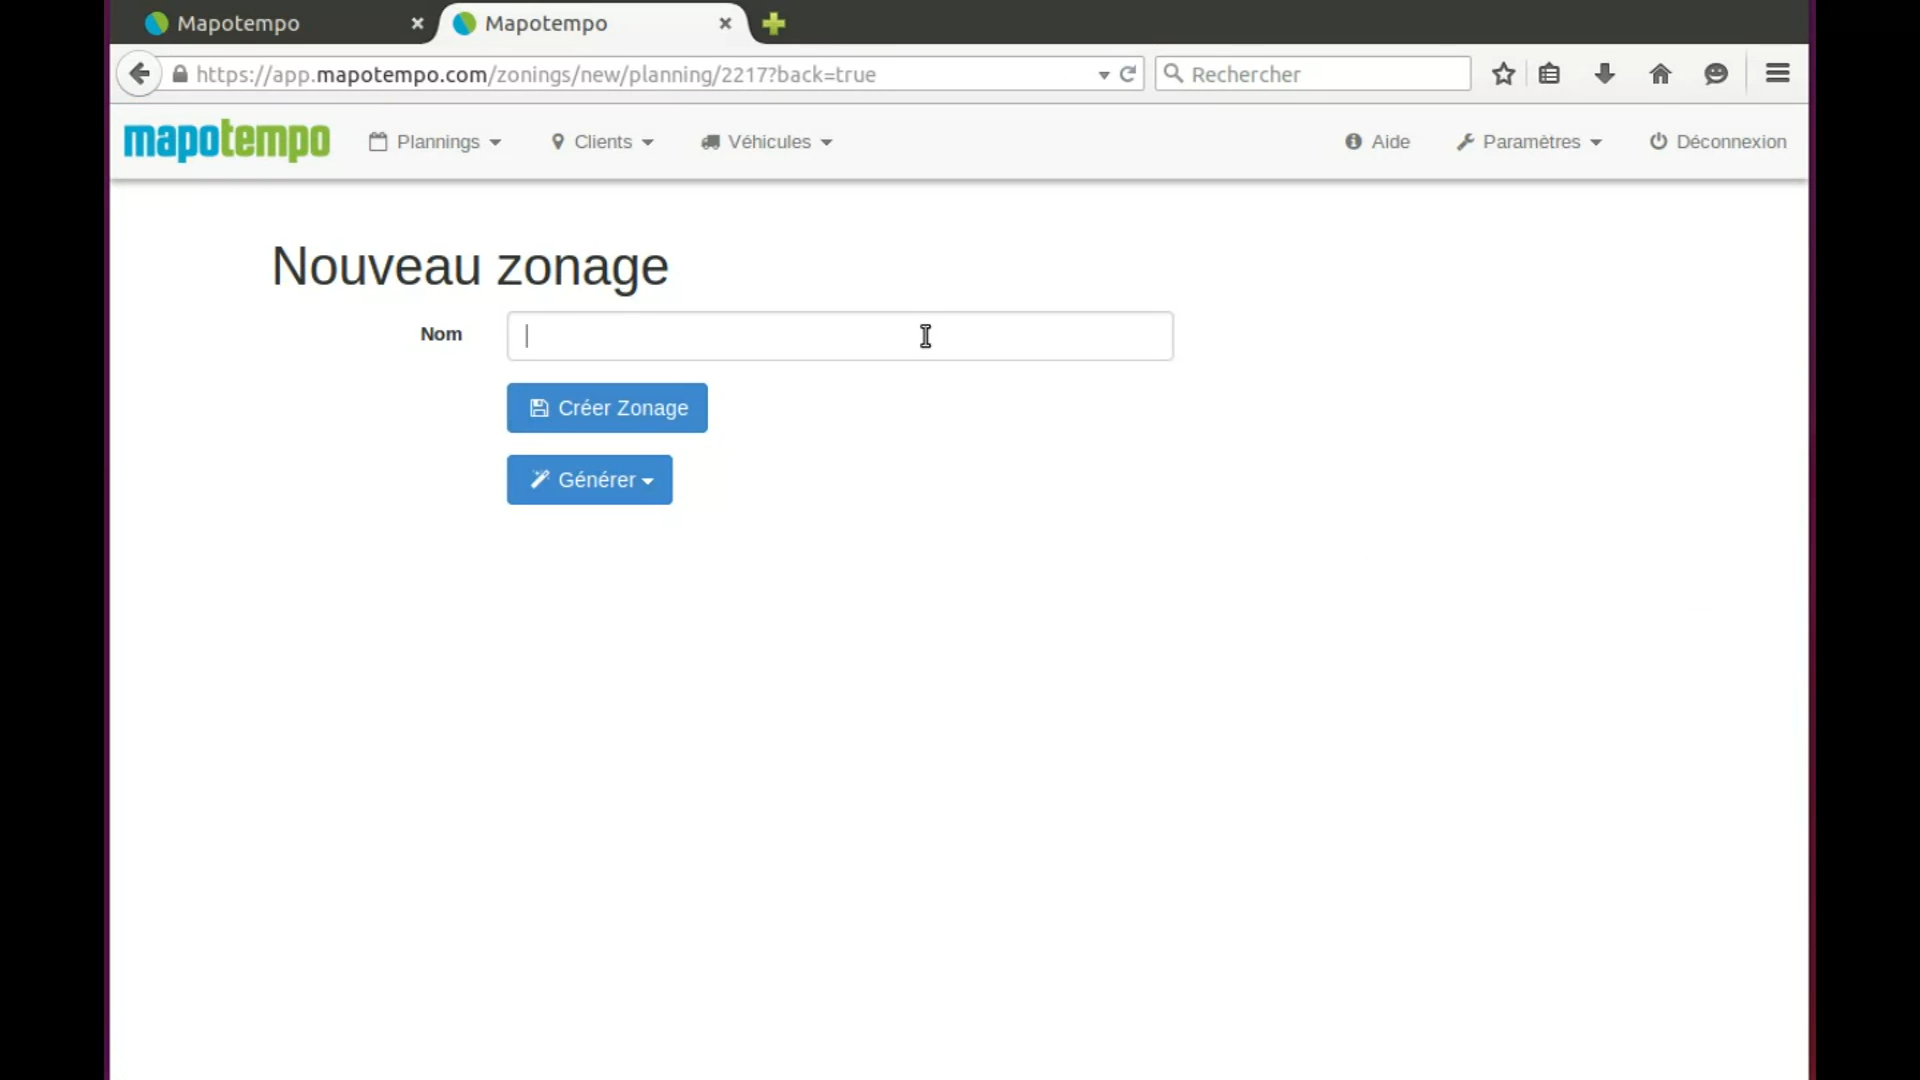 Mapotempo
Mapotempo
https://app.mapotempo.com/zonings/new/planning/2217?back=true
Rechercher
mapotempo
Plannings
Clients
Véhicules
Aide
Paramètres
Déconnexion
Nouveau zonage
Nom
Créer Zonage
Générer